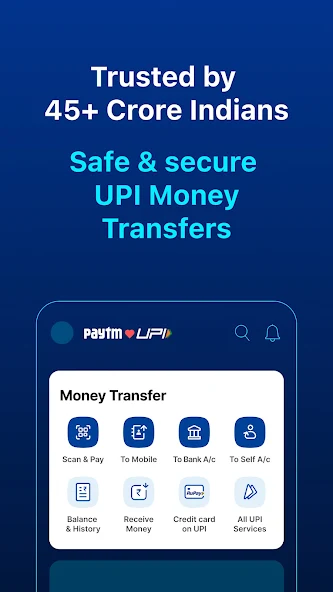 Trusted by
45+ Crore Indians
Safe & secure
UPI Money
Transfers
paytm UPI
Money Transfer
Scan & Pay To Mobile To Bank A/c To Self A/c
RuPay
Balance Receive Credit card All UPI
& History Money on UPI Services